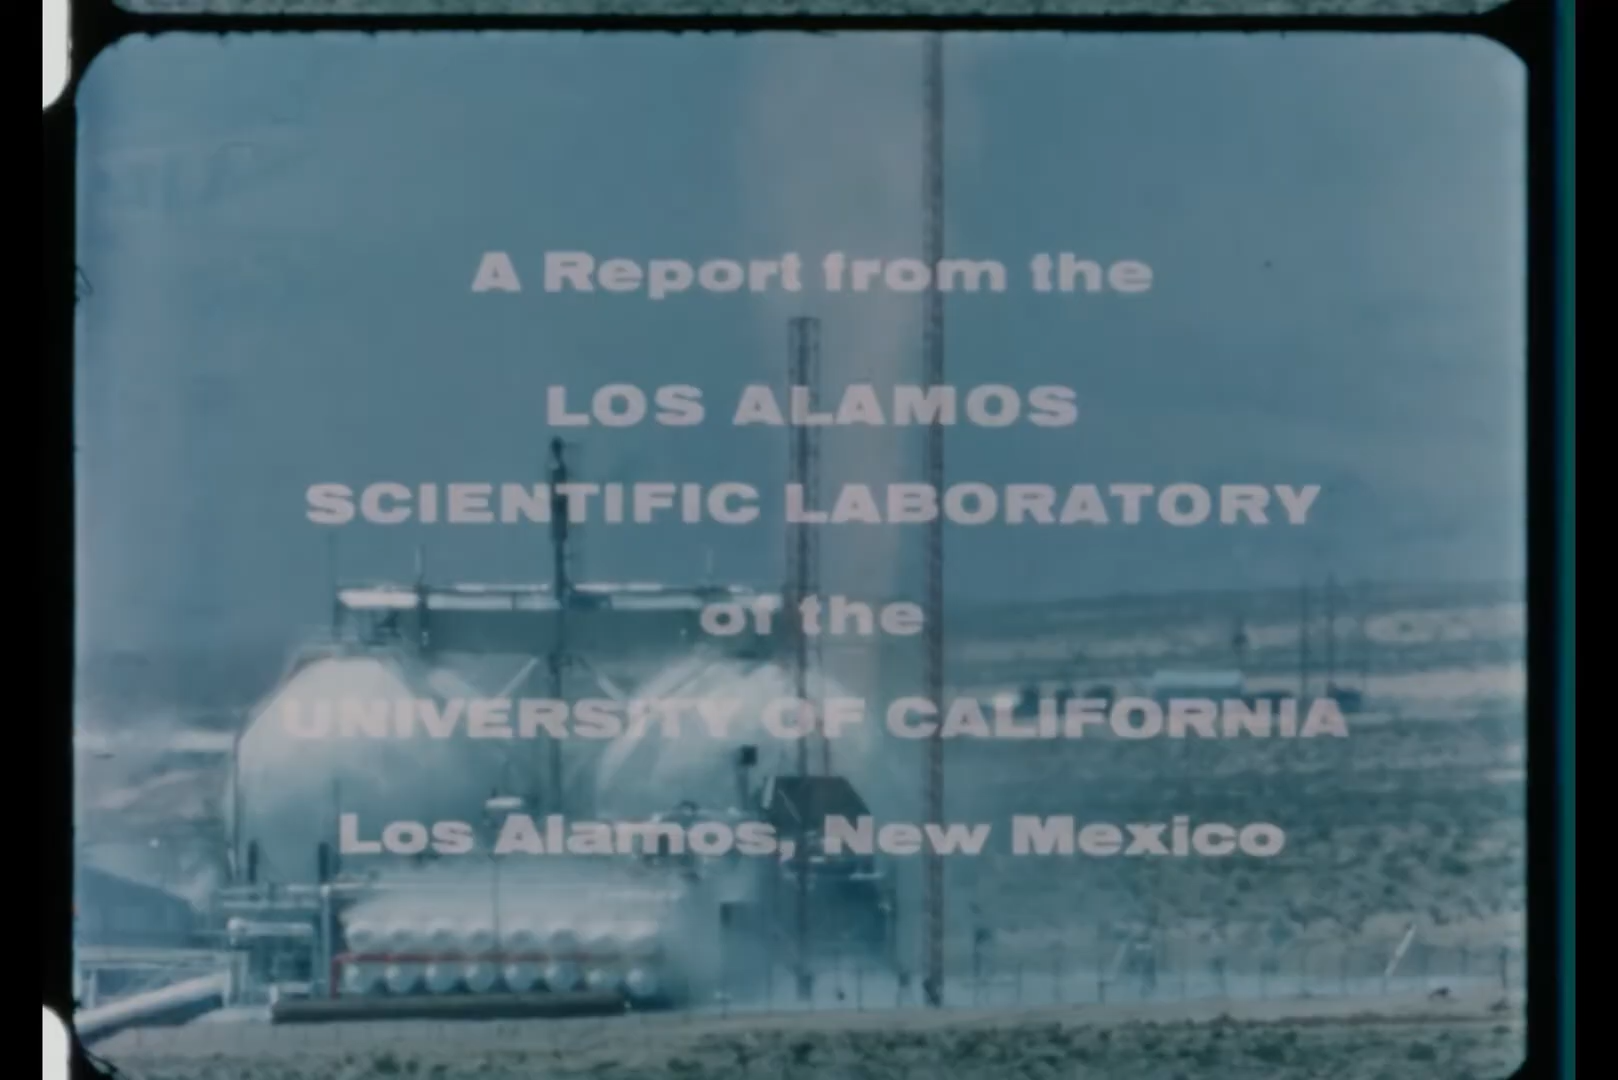 A Report from the
LOS ALAMOS
SCIENTIFIC LABORATORY
of the
UNIVERSITY OF CALIFORNIA
Los Alamos, New Mexico